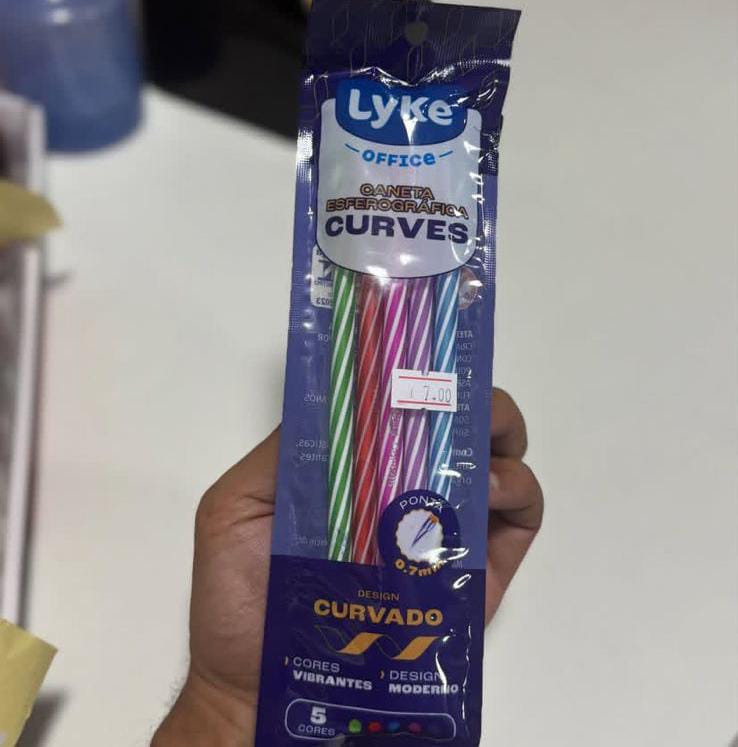 Lyke
OFFICE
CANETA
ESFEROGRÁFICA
CURVES
7.00
PONTA
0.7mm
DESIGN
CURVADO
CORES
VIBRANTES
DESIGN
MODERNO
5
CORES